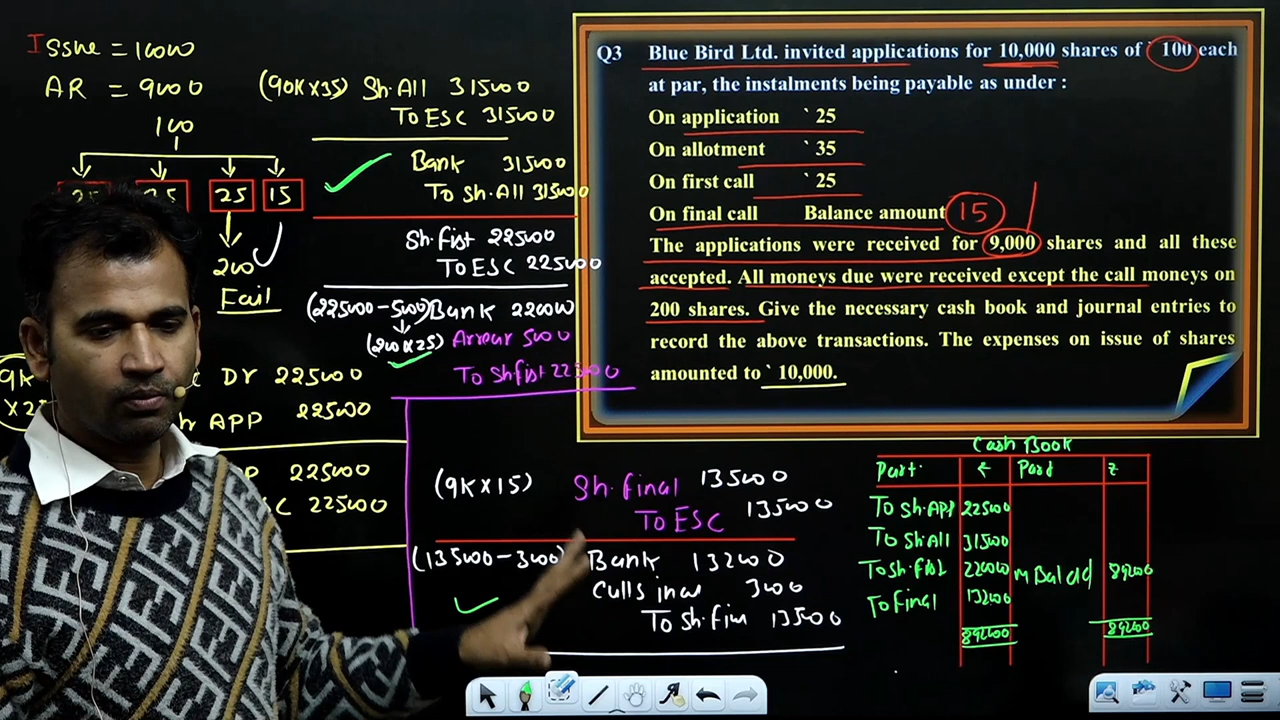 Issue = 10000
AR = 9000
100
25
15
200
Fail
(90K X 35) Sh.All 315000
To ESC 315000
Bank 315000
To Sh.All 315000
Sh.Fist 225000
To ESC 225000
(225000-5000) Bank 220000
(200X25) Arrear 5000
To Shfist 225000
9K
X2
DY 225000
APP 225000
P 225000
C 225000
(9K X 15) Sh.final 135000
To ESC 135000
(135000-3000) Bank 132000
Calls in ar 3000
To Sh.Fin 135000
Q3 Blue Bird Ltd. invited applications for 10,000 shares of ` 100 each
at par, the instalments being payable as under :
On application ` 25
On allotment ` 35
On first call ` 25
On final call Balance amount 15
The applications were received for 9,000 shares and all these
accepted. All moneys due were received except the call moneys on
200 shares. Give the necessary cash book and journal entries to
record the above transactions. The expenses on issue of shares
amounted to ` 10,000.
Cash Book
Part. ₹ Part z
To Sh.APP 225000
To Sh.All 315000
To Sh.fist 220000 Bal c/d 892000
To Final 132000
892000 892000